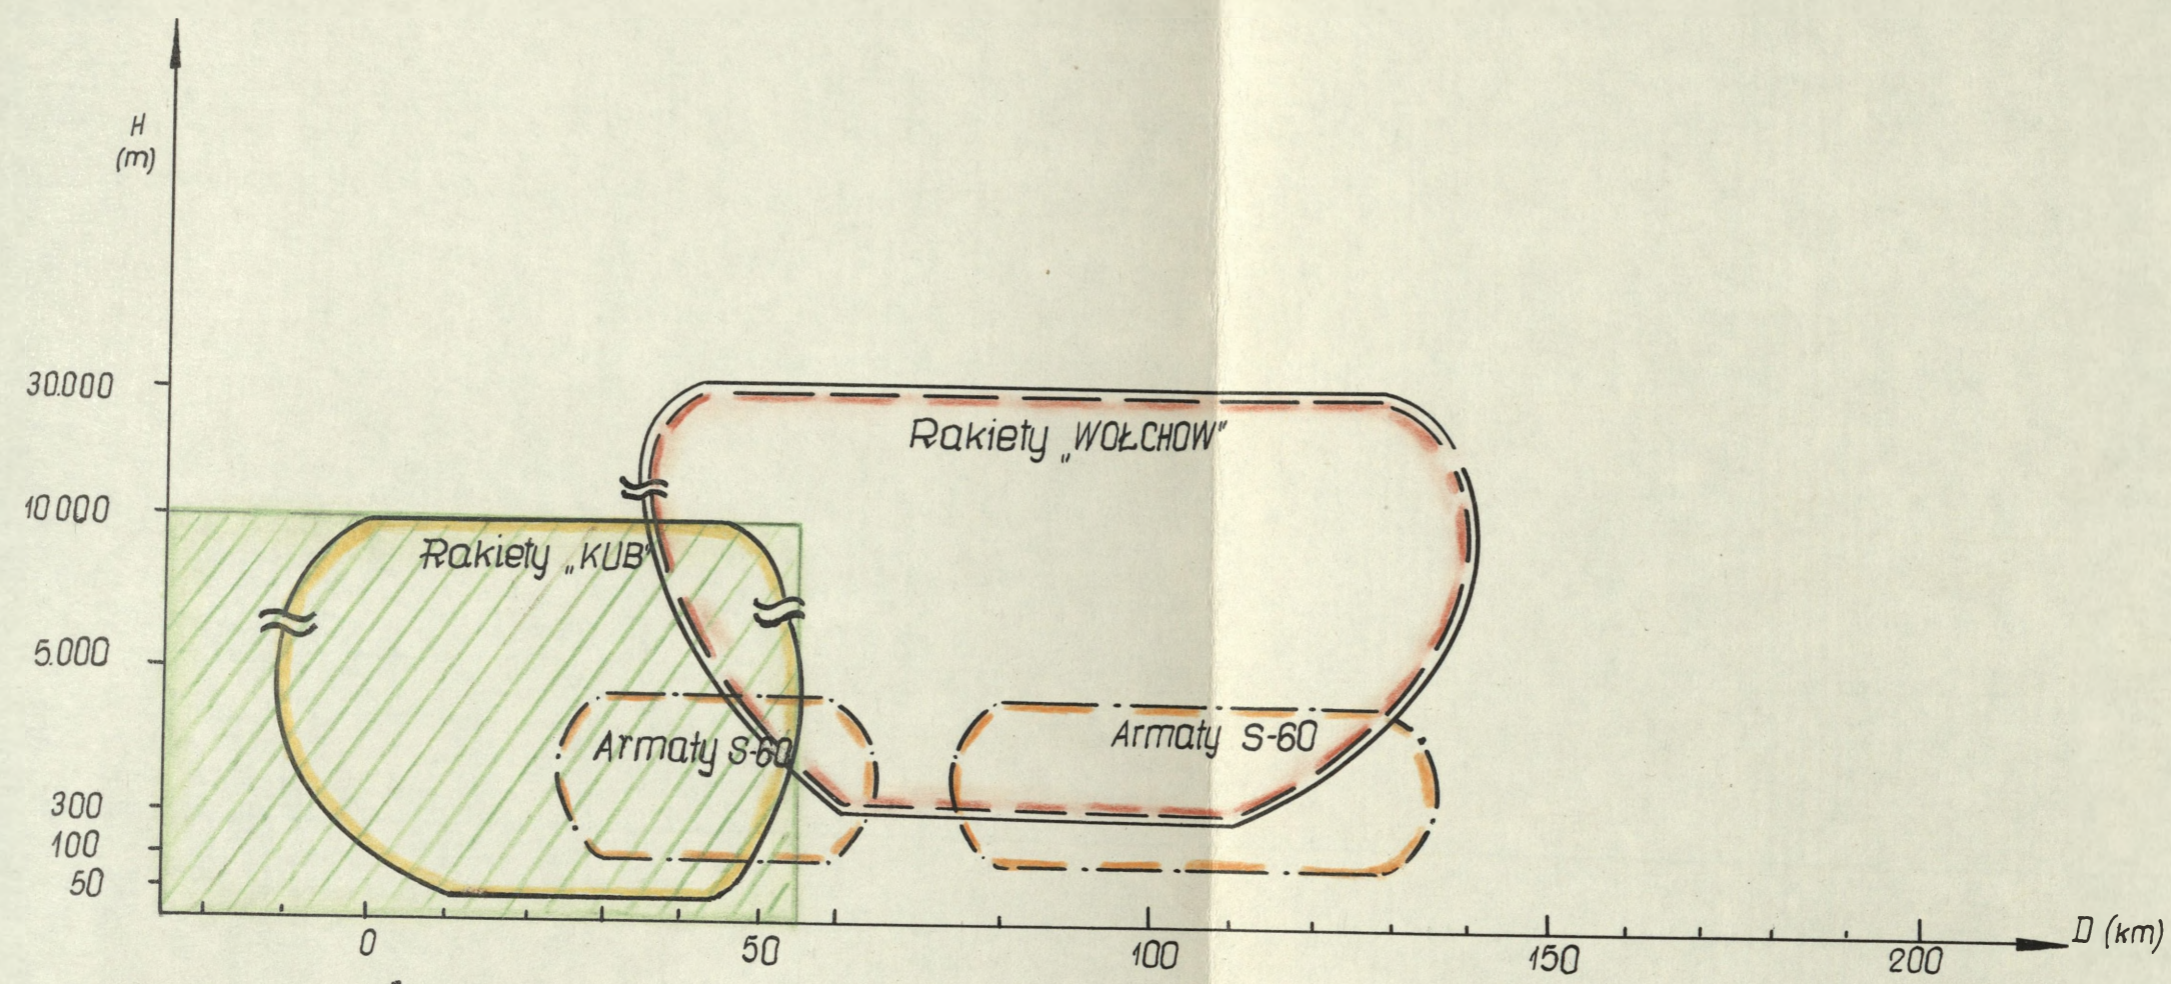 H
(m)
30.000
Rakiety „WOŁCHOW”
10 000
Rakiety „KUB”
5.000
Armaty S-60
Armaty S-60
300
100
50
0
50
100
150
200
D (km)